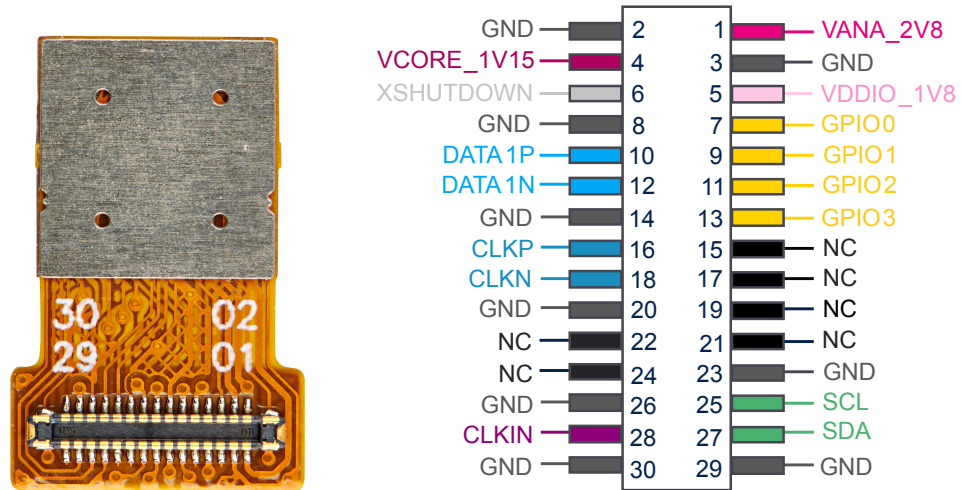 30 02
29 01
GND 2 1 VANA_2V8
VCORE_1V15 4 3 GND
XSHUTDOWN 6 5 VDDIO_1V8
GND 8 7 GPIO0
DATA1P 10 9 GPIO1
DATA1N 12 11 GPIO2
GND 14 13 GPIO3
CLKP 16 15 NC
CLKN 18 17 NC
GND 20 19 NC
NC 22 21 NC
NC 24 23 GND
GND 26 25 SCL
CLKIN 28 27 SDA
GND 30 29 GND